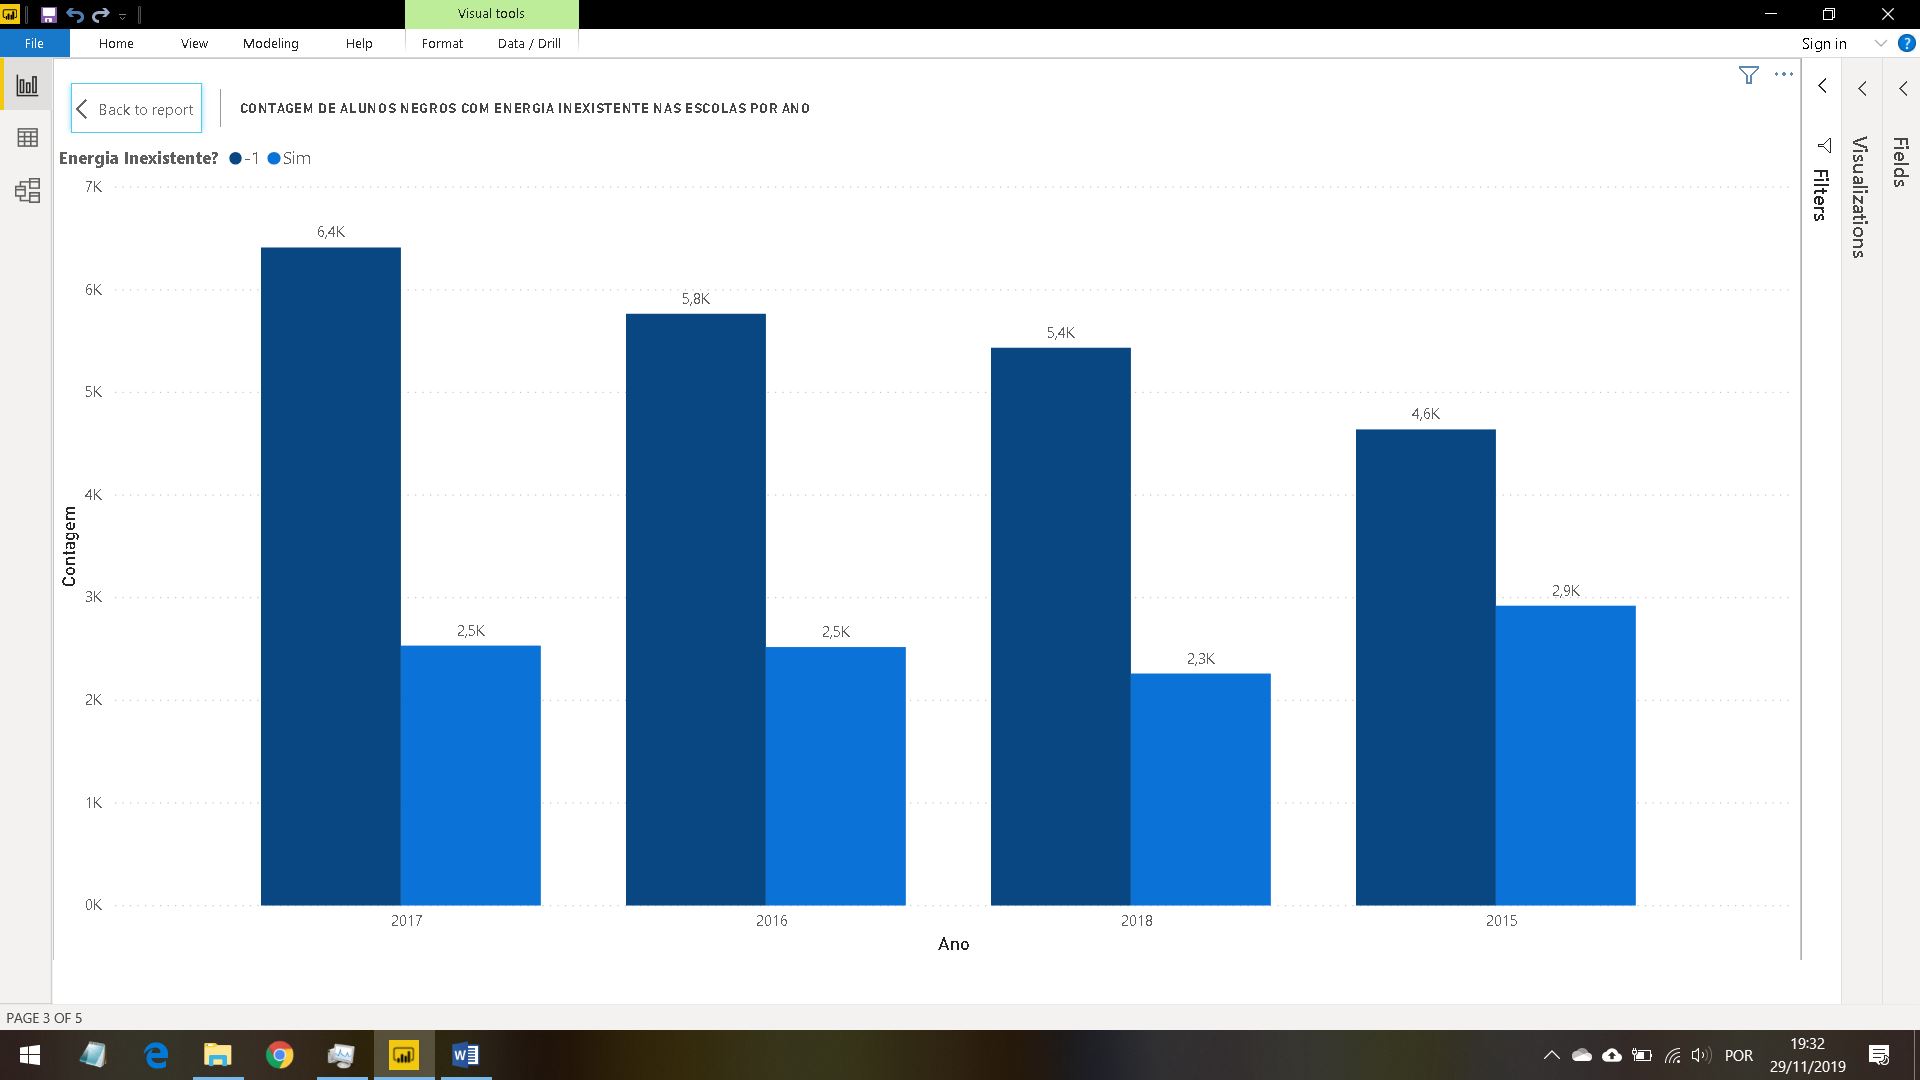 Visual tools
File Home View Modeling Help Format Data / Drill Sign in ?
Back to report CONTAGEM DE ALUNOS NEGROS COM ENERGIA INEXISTENTE NAS ESCOLAS POR ANO
Energia Inexistente? -1 Sim
7K
6K
5K
4K
3K
2K
1K
0K
Contagem
6,4K
2,5K
5,8K
2,5K
5,4K
2,3K
4,6K
2,9K
2017 2016 2018 2015
Ano
Filters
Visualizations
Fields
PAGE 3 OF 5
POR
19:32
29/11/2019